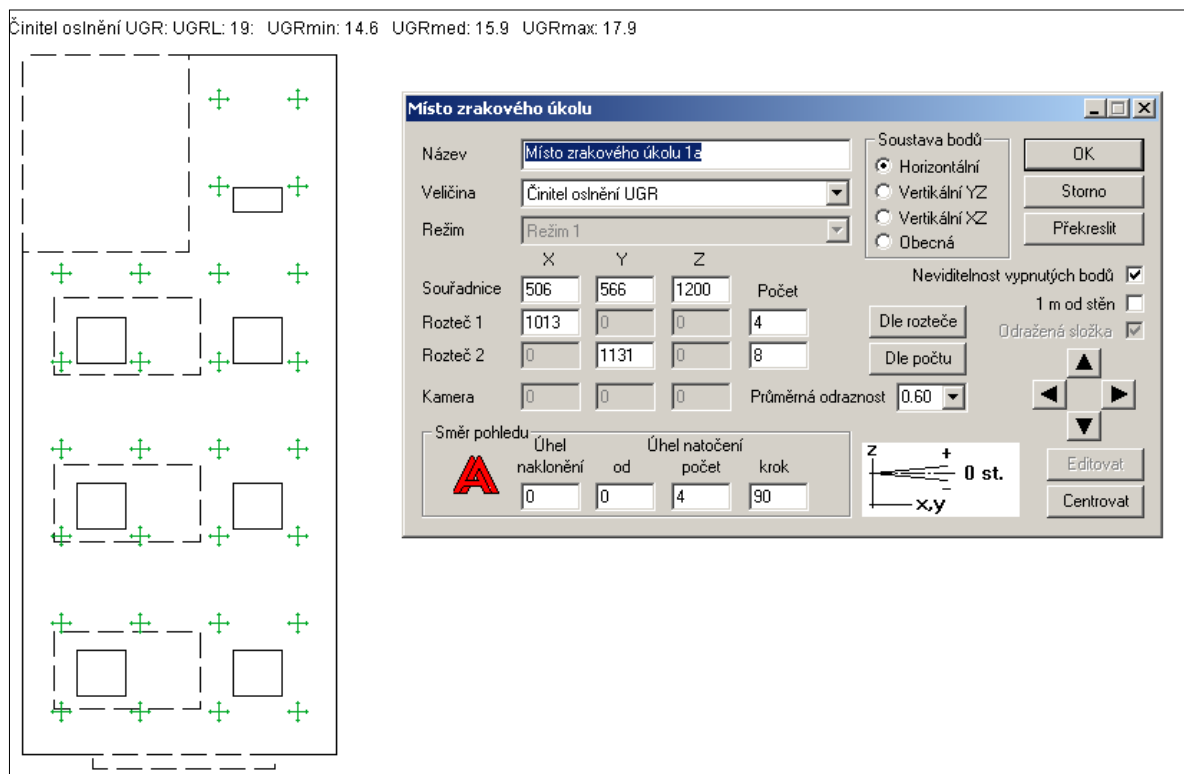 Činitel oslnění UGR: UGRL: 19: UGRmin: 14.6 UGRmed: 15.9 UGRmax: 17.9
Místo zrakového úkolu
Název Místo zrakového úkolu 1a
Veličina Činitel oslnění UGR
Režim Režim 1
Soustava bodů
Horizontální
Vertikální YZ
Vertikální XZ
Obecná
OK
Storno
Překreslit
X Y Z
Souřadnice 506 566 1200 Počet
Rozteč 1 1013 0 0 4
Rozteč 2 0 1131 0 8
Kamera 0 0 0 Průměrná odraznost 0.60
Dle rozteče
Dle počtu
Neviditelnost vypnutých bodů
1 m od stěn
Odražená složka
Směr pohledu
Úhel naklonění
Úhel natočení
od počet krok
0 0 4 90
z + 0 st. −
x,y
Editovat
Centrovat